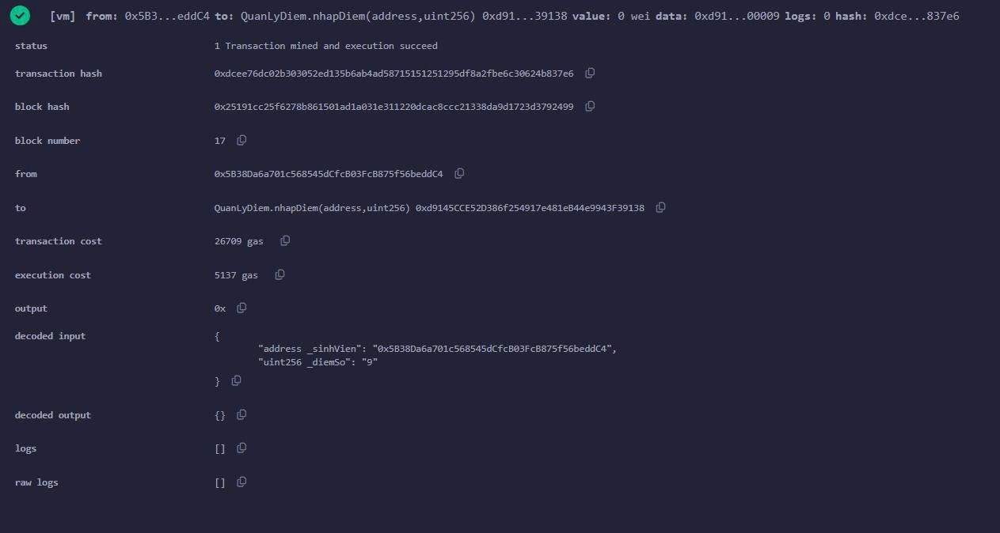 [vm] from: 0x5B3...eddC4 to: QuanLyDiem.nhapDiem(address,uint256) 0xd91...39138 value: 0 wei data: 0xd91...00009 logs: 0 hash: 0xdce...837e6
status 1 Transaction mined and execution succeed
transaction hash 0xdcee76dc02b303052ed135b6ab4ad58715151251295df8a2fbe6c30624b837e6
block hash 0x25191cc25f6278b861501ad1a031e311220dcac8ccc21338da9d1723d3792499
block number 17
from 0x5B38Da6a701c568545dCfcB03FcB875f56beddC4
to QuanLyDiem.nhapDiem(address,uint256) 0xd9145CCE52D386f254917e481eB44e9943F39138
transaction cost 26709 gas
execution cost 5137 gas
output 0x
decoded input {
"address _sinhVien": "0x5B38Da6a701c568545dCfcB03FcB875f56beddC4",
"uint256 _diemSo": "9"
}
decoded output {}
logs []
raw logs []